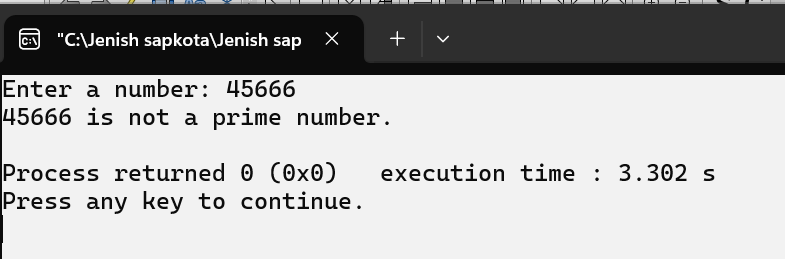 "C:\Jenish sapkota\Jenish sap
Enter a number: 45666
45666 is not a prime number.
Process returned 0 (0x0)   execution time : 3.302 s
Press any key to continue.